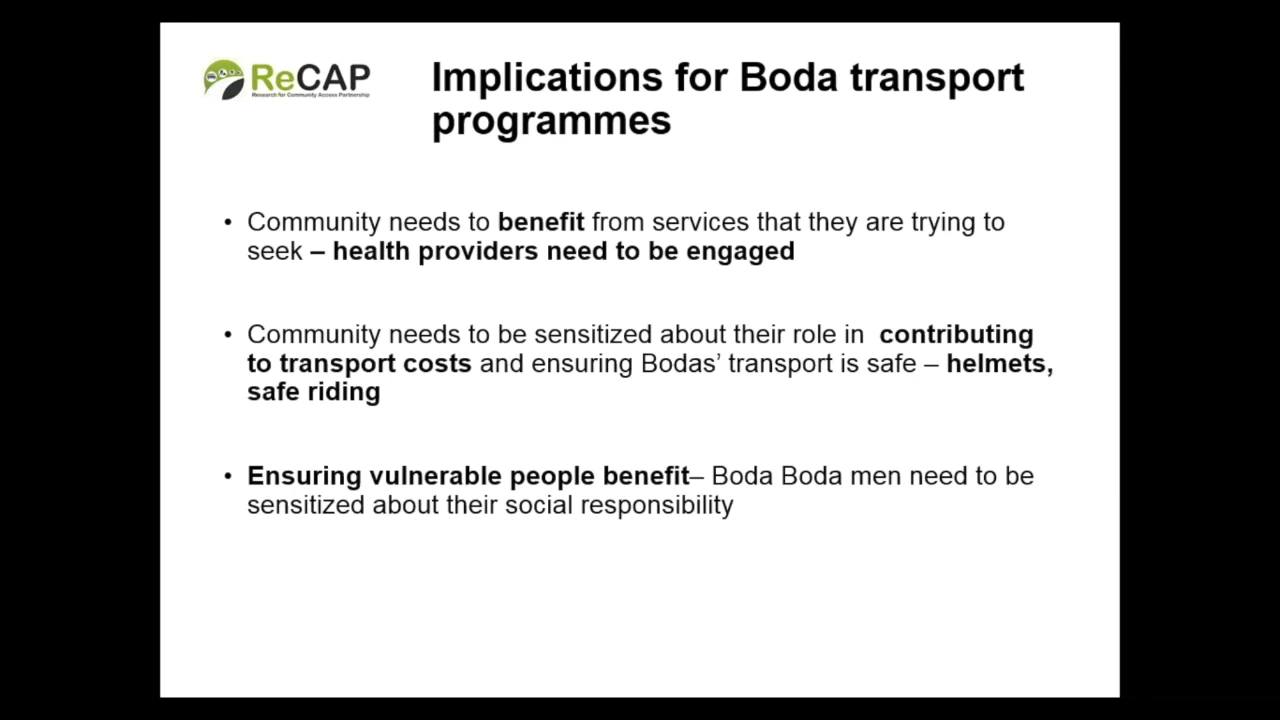 ReCAP
Research for Community Access Partnership
Implications for Boda transport
programmes
• Community needs to benefit from services that they are trying to
seek – health providers need to be engaged
• Community needs to be sensitized about their role in  contributing
to transport costs and ensuring Bodas’ transport is safe – helmets,
safe riding
• Ensuring vulnerable people benefit– Boda Boda men need to be
sensitized about their social responsibility